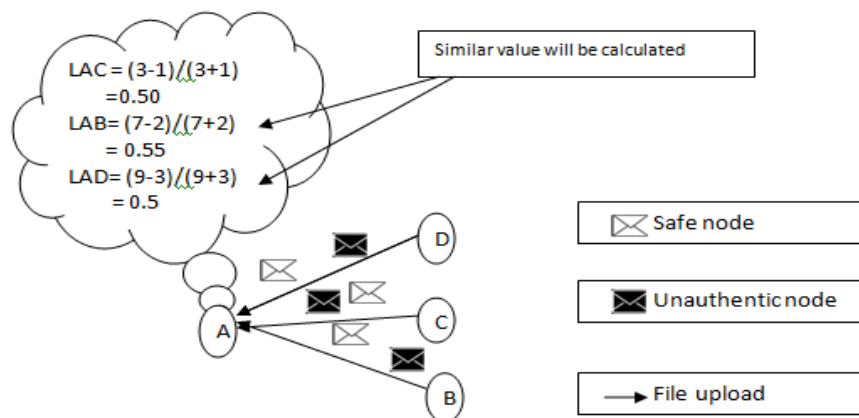 Similar value will be calculated
LAC = (3-1)/(3+1)
=0.50
LAB= (7-2)/(7+2)
= 0.55
LAD= (9-3)/(9+3)
= 0.5
D
Safe node
Unauthentic node
A
C
B
File upload